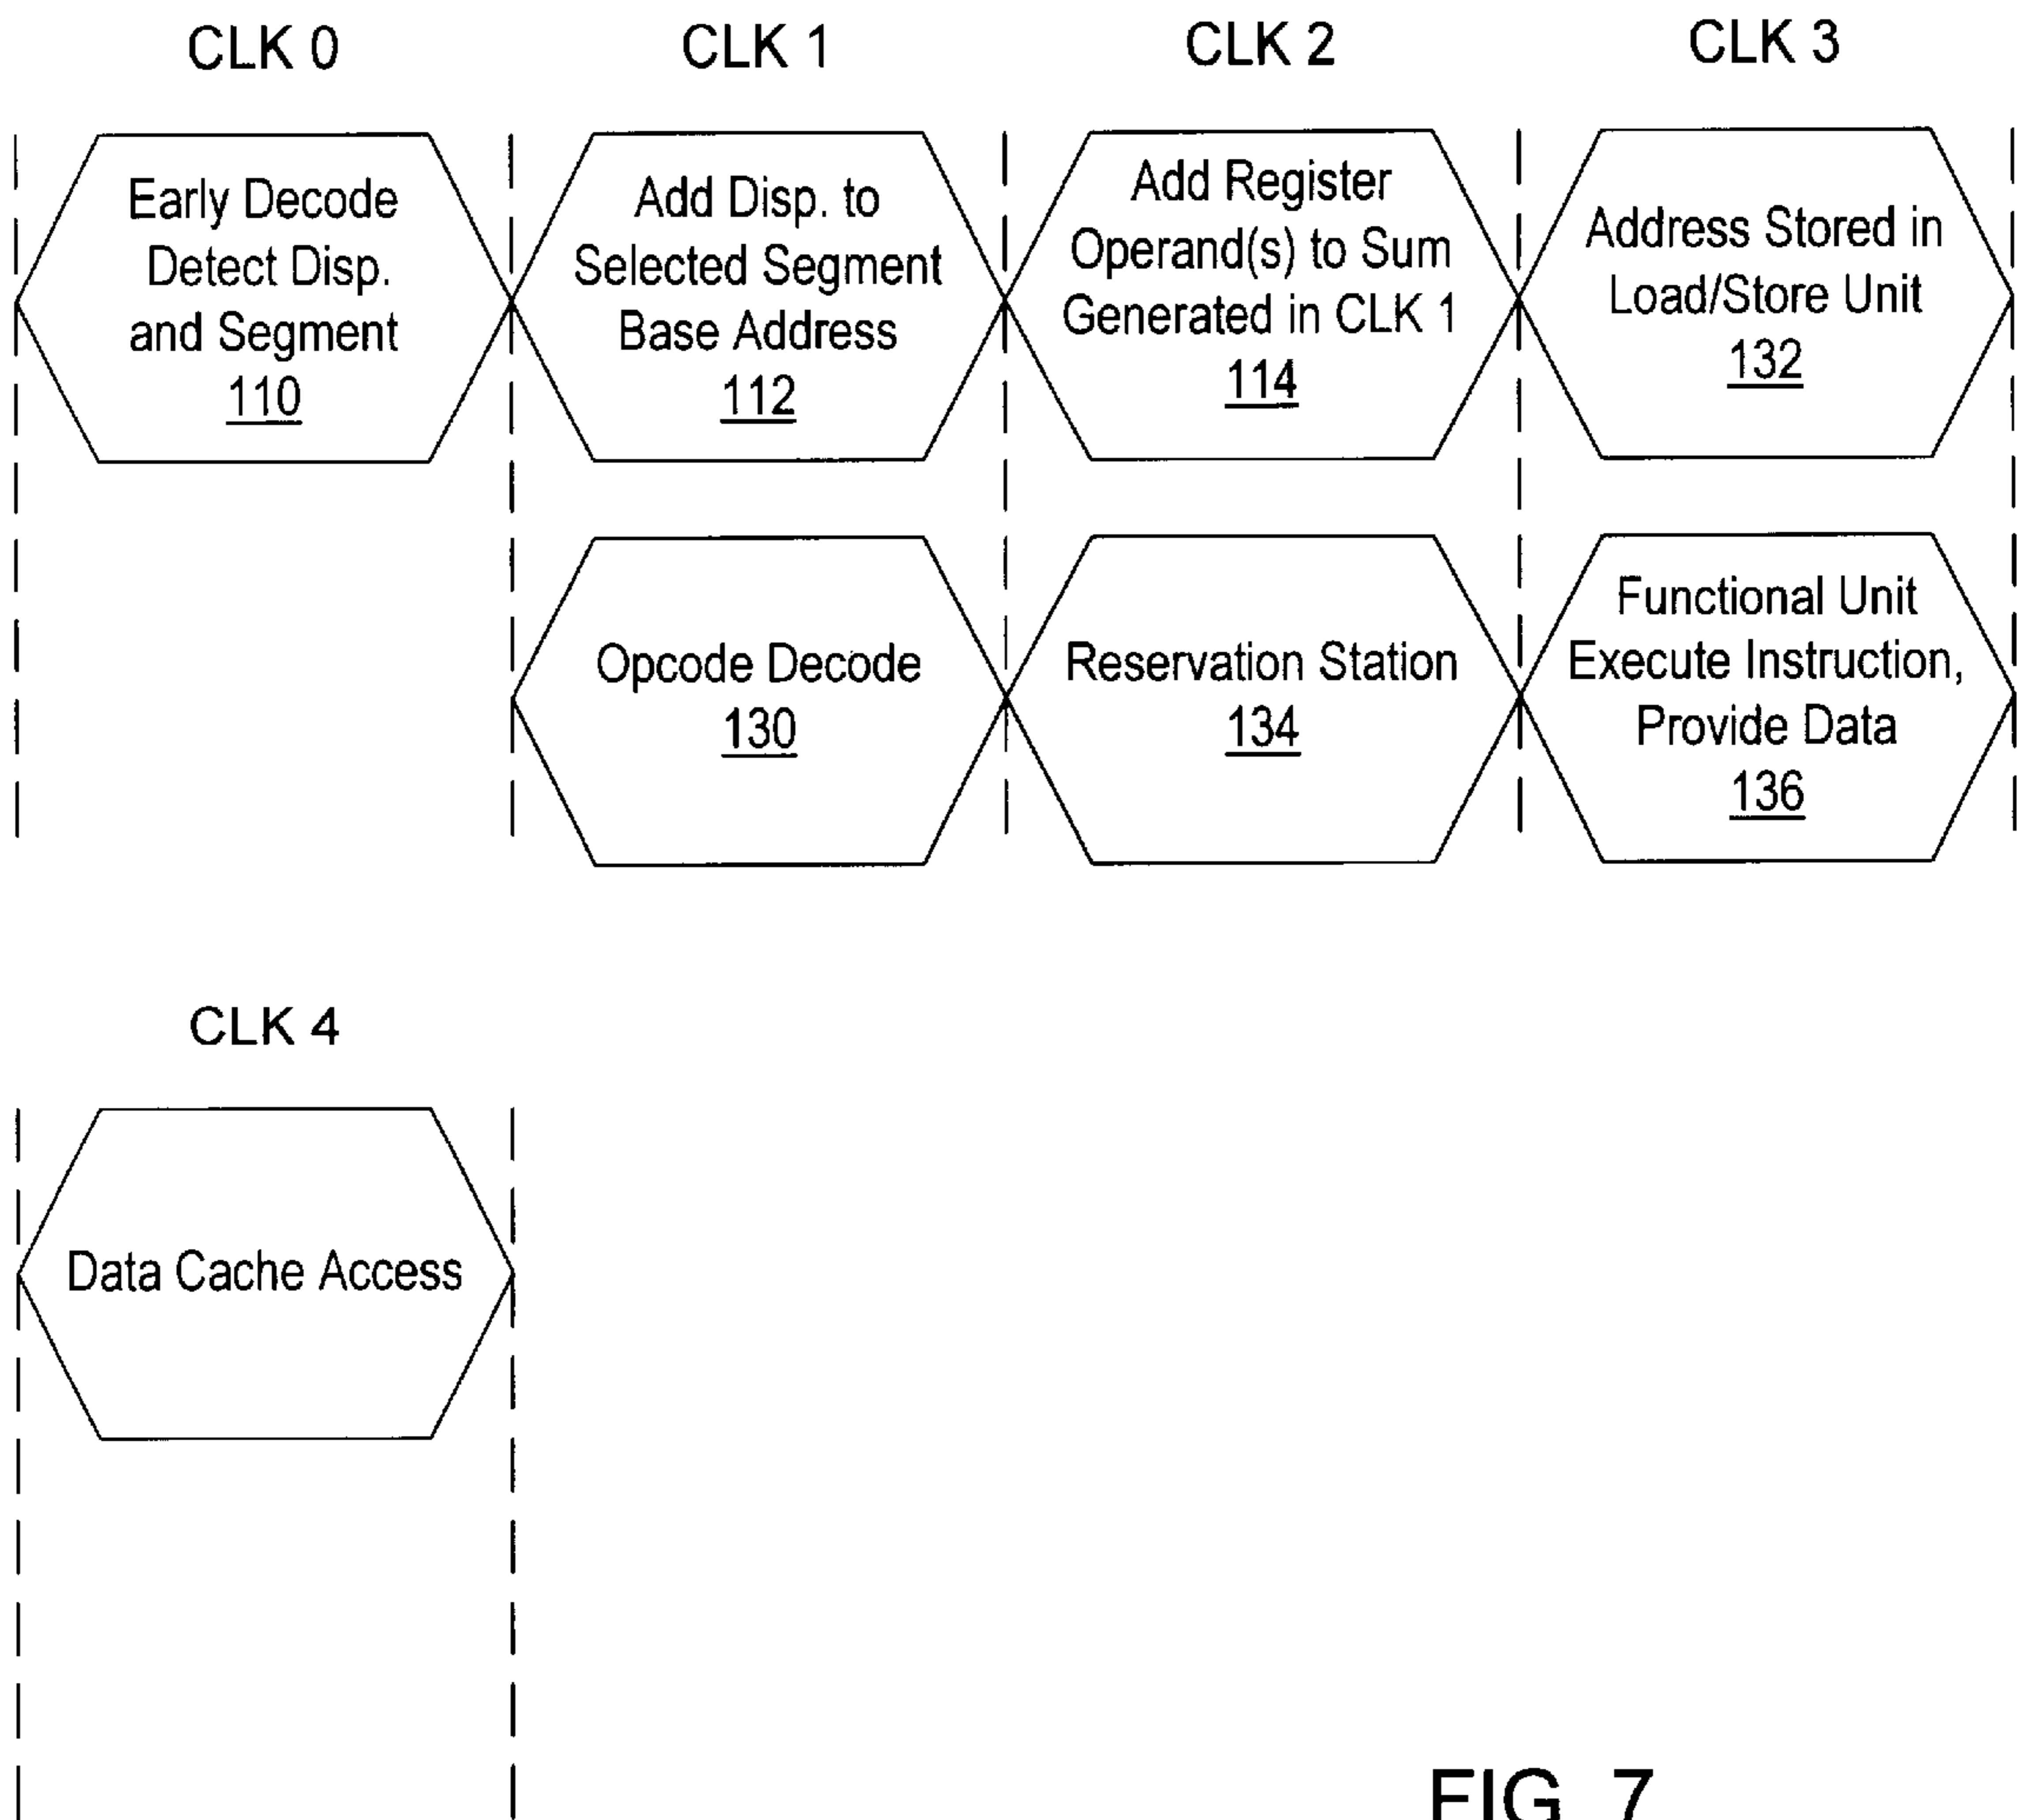 CLK 0
CLK 1
CLK 2
CLK 3
Early Decode
Detect Disp.
and Segment
110
Add Disp. to
Selected Segment
Base Address
112
Add Register
Operand(s) to Sum
Generated in CLK 1
114
Address Stored in
Load/Store Unit
132
Opcode Decode
130
Reservation Station
134
Functional Unit
Execute Instruction,
Provide Data
136
CLK 4
Data Cache Access
FIG. 7